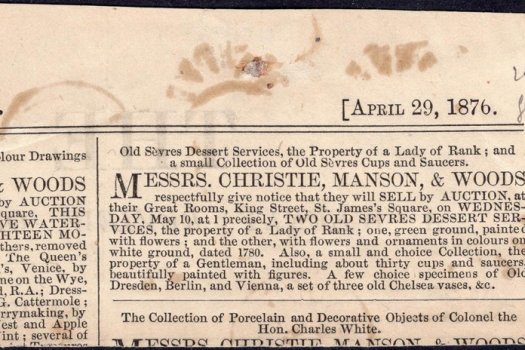 [APRIL 29, 1876.
olour Drawings
& WOODS
by AUCTION
quare, THIS
VE WATER-
HTEEN MO-
thers, removed
The Queen's
's, Venice, by
ne on the Wye,
d, R.A.; Dress-
G. Cattermole;
errymaking, by
est and Apple
int; several of
Old Sèvres Dessert Services, the Property of a Lady of Rank; and
a small Collection of Old Sèvres Cups and Saucers.
MESSRS. CHRISTIE, MANSON, & WOODS
respectfully give notice that they will SELL by AUCTION, at
their Great Rooms, King Street, St. James's Square, on WEDNES-
DAY, May 10, at 1 precisely, TWO OLD SEVRES DESSERT SER-
VICES, the property of a Lady of Rank; one, green ground, painted
with flowers; and the other, with flowers and ornaments in colours on
white ground, dated 1780. Also, a small and choice Collection, the
property of a Gentleman, including about thirty cups and saucers,
beautifully painted with figures. A few choice specimens of Old
Dresden, Berlin, and Vienna, a set of three old Chelsea vases, &c.
The Collection of Porcelain and Decorative Objects of Colonel the
Hon. Charles White.
MESSRS. CHRISTIE, MANSON, & WOODS